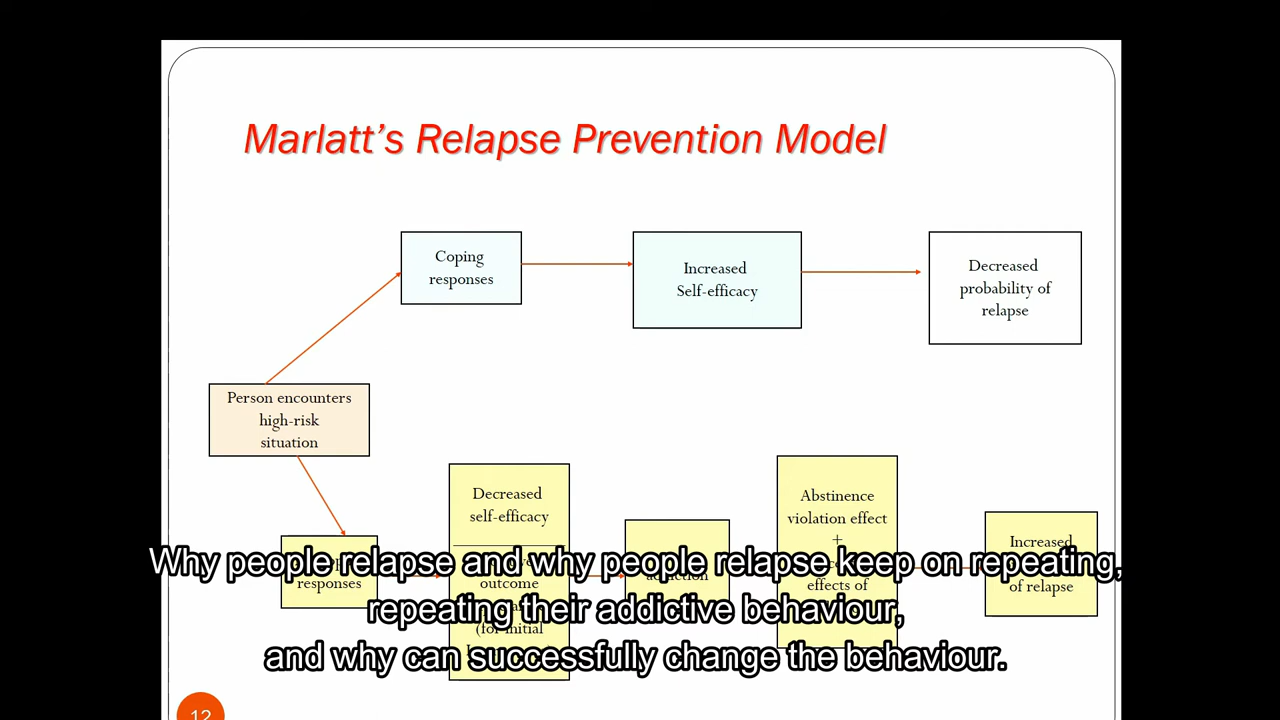 Marlatt's Relapse Prevention Model
Coping
responses
Increased
Self-efficacy
Decreased
probability of
relapse
Person encounters
high-risk
situation
responses
Decreased
self-efficacy
outcome
(for initial
Abstinence
violation effect
+
effects of
Increased
of relapse
Why people relapse and why people relapse keep on repeating,
repeating their addictive behaviour,
and why can successfully change the behaviour.
12